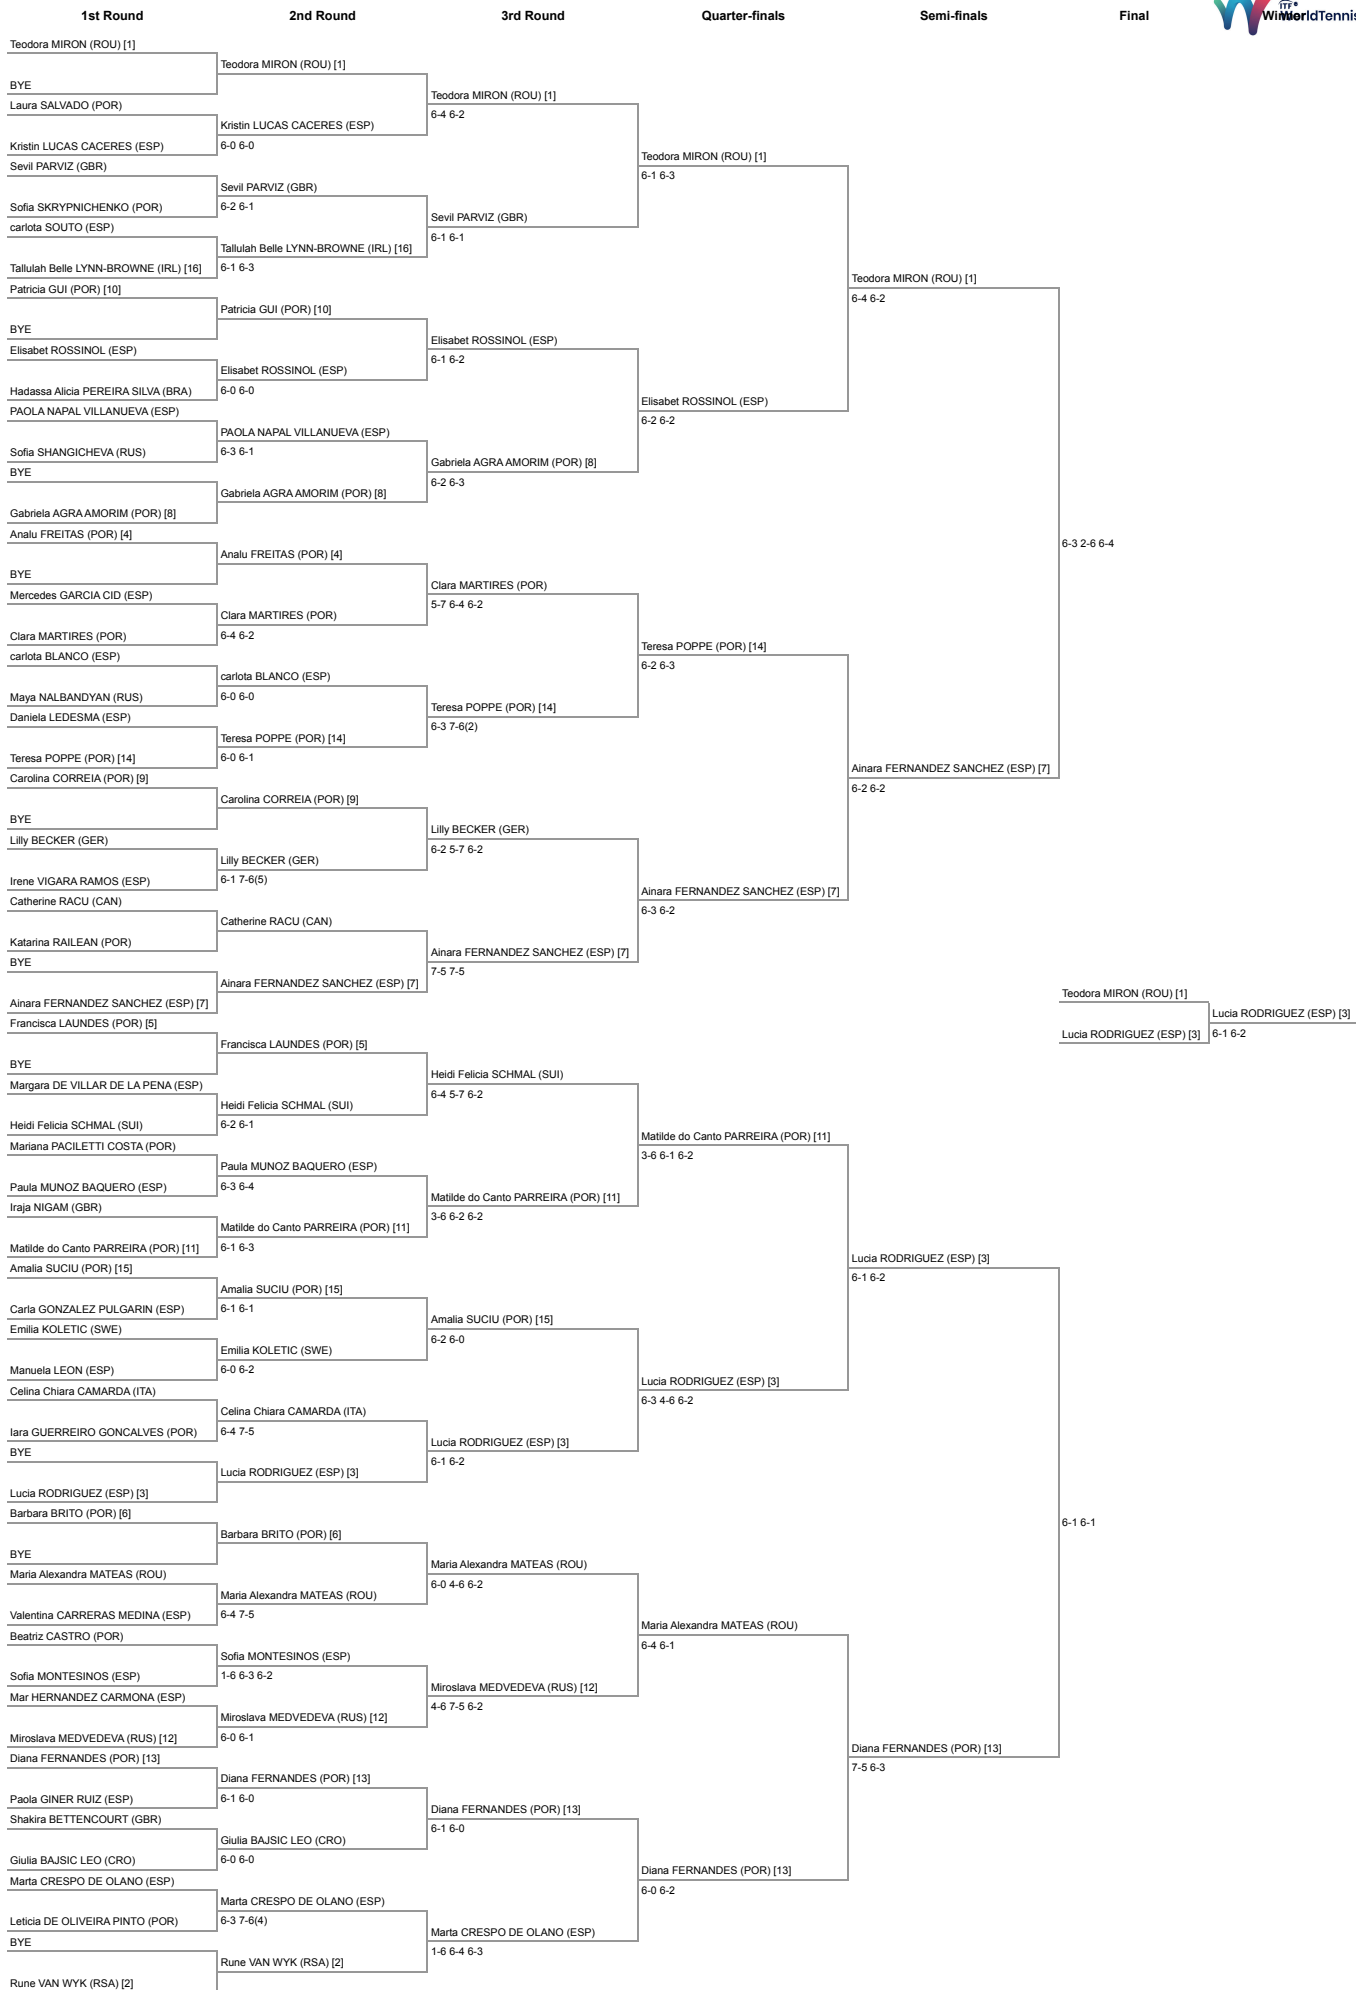 1st Round
2nd Round
3rd Round
Quarter-finals
Semi-finals
Final
Winner
ITF
WorldTennis
Teodora MIRON (ROU) [1]
BYE
Laura SALVADO (POR)
Kristin LUCAS CACERES (ESP)
Sevil PARVIZ (GBR)
Sofia SKRYPNICHENKO (POR)
carlota SOUTO (ESP)
Tallulah Belle LYNN-BROWNE (IRL) [16]
Patricia GUI (POR) [10]
BYE
Elisabet ROSSINOL (ESP)
Hadassa Alicia PEREIRA SILVA (BRA)
PAOLA NAPAL VILLANUEVA (ESP)
Sofia SHANGICHEVA (RUS)
BYE
Gabriela AGRA AMORIM (POR) [8]
Analu FREITAS (POR) [4]
BYE
Mercedes GARCIA CID (ESP)
Clara MARTIRES (POR)
carlota BLANCO (ESP)
Maya NALBANDYAN (RUS)
Daniela LEDESMA (ESP)
Teresa POPPE (POR) [14]
Carolina CORREIA (POR) [9]
BYE
Lilly BECKER (GER)
Irene VIGARA RAMOS (ESP)
Catherine RACU (CAN)
Katarina RAILEAN (POR)
BYE
Ainara FERNANDEZ SANCHEZ (ESP) [7]
Francisca LAUNDES (POR) [5]
BYE
Margara DE VILLAR DE LA PENA (ESP)
Heidi Felicia SCHMAL (SUI)
Mariana PACILETTI COSTA (POR)
Paula MUNOZ BAQUERO (ESP)
Iraja NIGAM (GBR)
Matilde do Canto PARREIRA (POR) [11]
Amalia SUCIU (POR) [15]
Carla GONZALEZ PULGARIN (ESP)
Emilia KOLETIC (SWE)
Manuela LEON (ESP)
Celina Chiara CAMARDA (ITA)
Iara GUERREIRO GONCALVES (POR)
BYE
Lucia RODRIGUEZ (ESP) [3]
Barbara BRITO (POR) [6]
BYE
Maria Alexandra MATEAS (ROU)
Valentina CARRERAS MEDINA (ESP)
Beatriz CASTRO (POR)
Sofia MONTESINOS (ESP)
Mar HERNANDEZ CARMONA (ESP)
Miroslava MEDVEDEVA (RUS) [12]
Diana FERNANDES (POR) [13]
Paola GINER RUIZ (ESP)
Shakira BETTENCOURT (GBR)
Giulia BAJSIC LEO (CRO)
Marta CRESPO DE OLANO (ESP)
Leticia DE OLIVEIRA PINTO (POR)
BYE
Rune VAN WYK (RSA) [2]
Teodora MIRON (ROU) [1]
Kristin LUCAS CACERES (ESP)
6-0 6-0
Sevil PARVIZ (GBR)
6-2 6-1
Tallulah Belle LYNN-BROWNE (IRL) [16]
6-1 6-3
Patricia GUI (POR) [10]
Elisabet ROSSINOL (ESP)
6-0 6-0
PAOLA NAPAL VILLANUEVA (ESP)
6-3 6-1
Gabriela AGRA AMORIM (POR) [8]
Analu FREITAS (POR) [4]
Clara MARTIRES (POR)
6-4 6-2
carlota BLANCO (ESP)
6-0 6-0
Teresa POPPE (POR) [14]
6-0 6-1
Carolina CORREIA (POR) [9]
Lilly BECKER (GER)
6-1 7-6(5)
Catherine RACU (CAN)
Ainara FERNANDEZ SANCHEZ (ESP) [7]
Francisca LAUNDES (POR) [5]
Heidi Felicia SCHMAL (SUI)
6-2 6-1
Paula MUNOZ BAQUERO (ESP)
6-3 6-4
Matilde do Canto PARREIRA (POR) [11]
6-1 6-3
Amalia SUCIU (POR) [15]
6-1 6-1
Emilia KOLETIC (SWE)
6-0 6-2
Celina Chiara CAMARDA (ITA)
6-4 7-5
Lucia RODRIGUEZ (ESP) [3]
Barbara BRITO (POR) [6]
Maria Alexandra MATEAS (ROU)
6-4 7-5
Sofia MONTESINOS (ESP)
1-6 6-3 6-2
Miroslava MEDVEDEVA (RUS) [12]
6-0 6-1
Diana FERNANDES (POR) [13]
6-1 6-0
Giulia BAJSIC LEO (CRO)
6-0 6-0
Marta CRESPO DE OLANO (ESP)
6-3 7-6(4)
Rune VAN WYK (RSA) [2]
Teodora MIRON (ROU) [1]
6-4 6-2
Sevil PARVIZ (GBR)
6-1 6-1
Elisabet ROSSINOL (ESP)
6-1 6-2
Gabriela AGRA AMORIM (POR) [8]
6-2 6-3
Clara MARTIRES (POR)
5-7 6-4 6-2
Teresa POPPE (POR) [14]
6-3 7-6(2)
Lilly BECKER (GER)
6-2 5-7 6-2
Ainara FERNANDEZ SANCHEZ (ESP) [7]
7-5 7-5
Heidi Felicia SCHMAL (SUI)
6-4 5-7 6-2
Matilde do Canto PARREIRA (POR) [11]
3-6 6-2 6-2
Amalia SUCIU (POR) [15]
6-2 6-0
Lucia RODRIGUEZ (ESP) [3]
6-1 6-2
Maria Alexandra MATEAS (ROU)
6-0 4-6 6-2
Miroslava MEDVEDEVA (RUS) [12]
4-6 7-5 6-2
Diana FERNANDES (POR) [13]
6-1 6-0
Marta CRESPO DE OLANO (ESP)
1-6 6-4 6-3
Teodora MIRON (ROU) [1]
6-1 6-3
Elisabet ROSSINOL (ESP)
6-2 6-2
Teresa POPPE (POR) [14]
6-2 6-3
Ainara FERNANDEZ SANCHEZ (ESP) [7]
6-3 6-2
Matilde do Canto PARREIRA (POR) [11]
3-6 6-1 6-2
Lucia RODRIGUEZ (ESP) [3]
6-3 4-6 6-2
Maria Alexandra MATEAS (ROU)
6-4 6-1
Diana FERNANDES (POR) [13]
6-0 6-2
Teodora MIRON (ROU) [1]
6-4 6-2
Ainara FERNANDEZ SANCHEZ (ESP) [7]
6-2 6-2
Lucia RODRIGUEZ (ESP) [3]
6-1 6-2
Diana FERNANDES (POR) [13]
7-5 6-3
6-3 2-6 6-4
Teodora MIRON (ROU) [1]
Lucia RODRIGUEZ (ESP) [3]
6-1 6-1
Lucia RODRIGUEZ (ESP) [3]
6-1 6-2